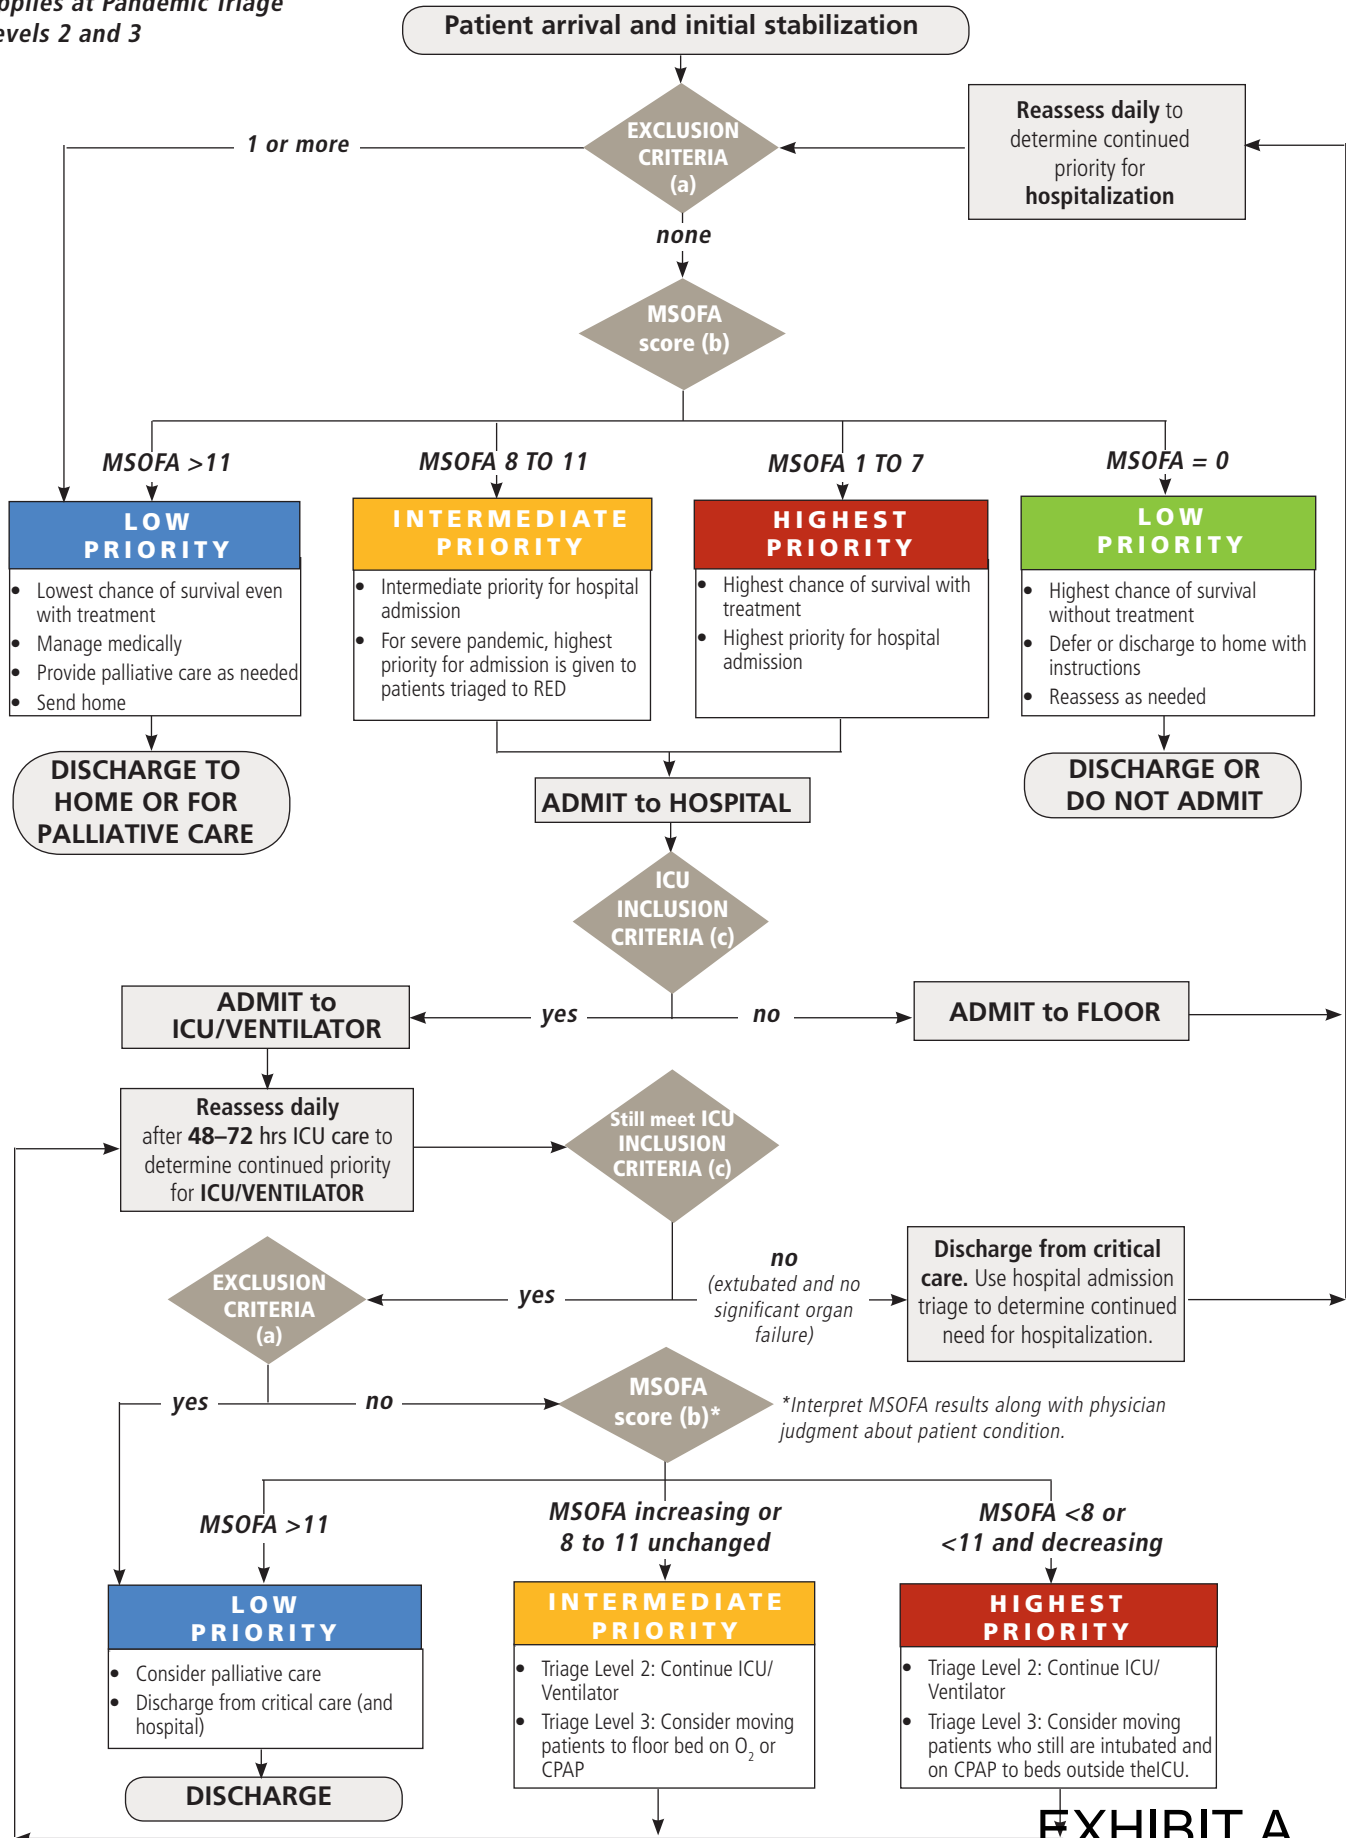 applies at Pandemic Triage
Levels 2 and 3
Patient arrival and initial stabilization
EXCLUSION
CRITERIA
(a)
Reassess daily to
determine continued
priority for
hospitalization
1 or more
none
MSOFA
score (b)
MSOFA >11
MSOFA 8 TO 11
MSOFA 1 TO 7
MSOFA = 0
LOW
PRIORITY
• Lowest chance of survival even
with treatment
• Manage medically
• Provide palliative care as needed
• Send home
INTERMEDIATE
PRIORITY
• Intermediate priority for hospital
admission
• For severe pandemic, highest
priority for admission is given to
patients triaged to RED
HIGHEST
PRIORITY
• Highest chance of survival with
treatment
• Highest priority for hospital
admission
LOW
PRIORITY
• Highest chance of survival
without treatment
• Defer or discharge to home with
instructions
• Reassess as needed
DISCHARGE TO
HOME OR FOR
PALLIATIVE CARE
ADMIT to HOSPITAL
DISCHARGE OR
DO NOT ADMIT
ICU
INCLUSION
CRITERIA (c)
ADMIT to
ICU/VENTILATOR
yes
no
ADMIT to FLOOR
Reassess daily
after 48–72 hrs ICU care to
determine continued priority
for ICU/VENTILATOR
Still meet ICU
INCLUSION
CRITERIA (c)
EXCLUSION
CRITERIA
(a)
yes
no
(extubated and no
significant organ
failure)
Discharge from critical
care. Use hospital admission
triage to determine continued
need for hospitalization.
yes
no
MSOFA
score (b)*
*Interpret MSOFA results along with physician
judgment about patient condition.
MSOFA >11
MSOFA increasing or
8 to 11 unchanged
MSOFA <8 or
<11 and decreasing
LOW
PRIORITY
• Consider palliative care
• Discharge from critical care (and
hospital)
INTERMEDIATE
PRIORITY
• Triage Level 2: Continue ICU/
Ventilator
• Triage Level 3: Consider moving
patients to floor bed on O₂ or
CPAP
HIGHEST
PRIORITY
• Triage Level 2: Continue ICU/
Ventilator
• Triage Level 3: Consider moving
patients who still are intubated and
on CPAP to beds outside theICU.
DISCHARGE
EXHIBIT A